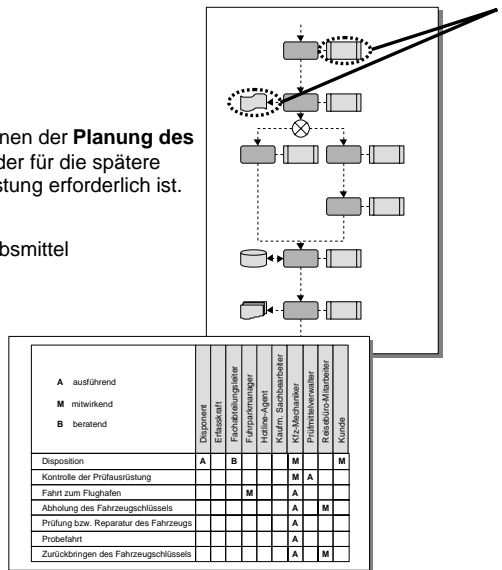 nen der Planung des
der für die spätere
stung erforderlich ist.
bsmittel
A ausführend
M mitwirkend
B beratend
Disponent
Erfasskraft
Fachabteilungsleiter
Fuhrparkmanager
Hotline-Agent
Kaufm. Sachbearbeiter
Kfz-Mechaniker
Prüfmittelverwalter
Reisebüro-Mitarbeiter
Kunde
Disposition A B M M
Kontrolle der Prüfausrüstung M A
Fahrt zum Flughafen M A
Abholung des Fahrzeugschlüssels A M
Prüfung bzw. Reparatur des Fahrzeugs A
Probefahrt A
Zurückbringen des Fahrzeugschlüssels A M